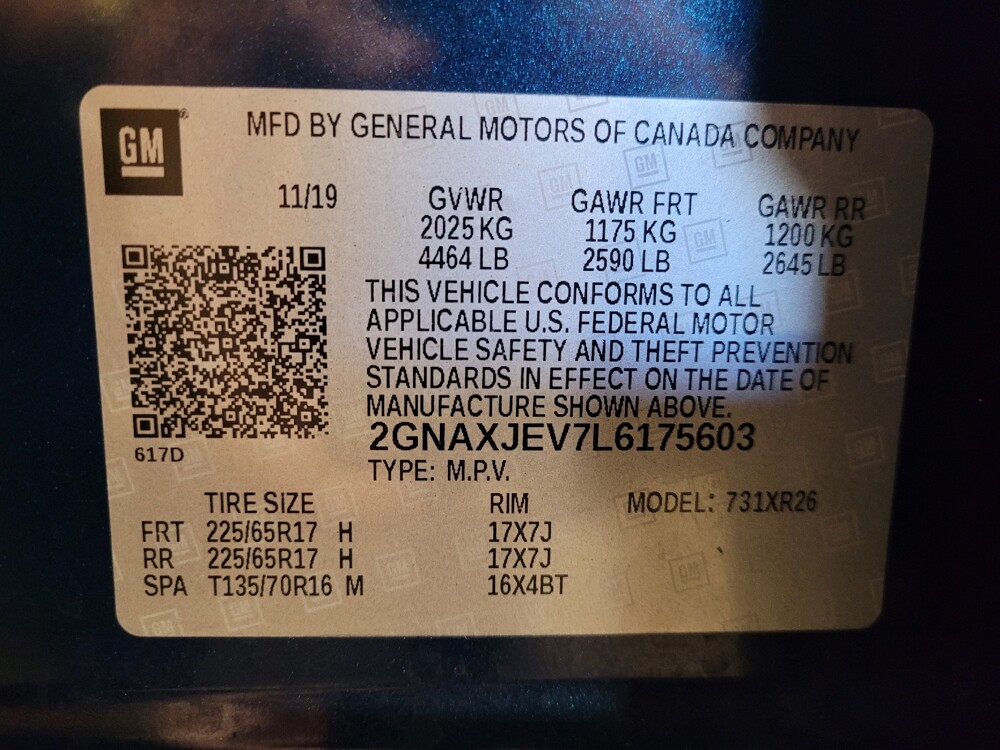 GM
MFD BY GENERAL MOTORS OF CANADA COMPANY
11/19 GVWR GAWR FRT GAWR RR
2025 KG 1175 KG 1200 KG
4464 LB 2590 LB 2645 LB
THIS VEHICLE CONFORMS TO ALL
APPLICABLE U.S. FEDERAL MOTOR
VEHICLE SAFETY AND THEFT PREVENTION
STANDARDS IN EFFECT ON THE DATE OF
MANUFACTURE SHOWN ABOVE.
2GNAXJEV7L6175603
617D
TYPE: M.P.V.
TIRE SIZE RIM MODEL: 731XR26
FRT 225/65R17 H 17X7J
RR 225/65R17 H 17X7J
SPA T135/70R16 M 16X4BT